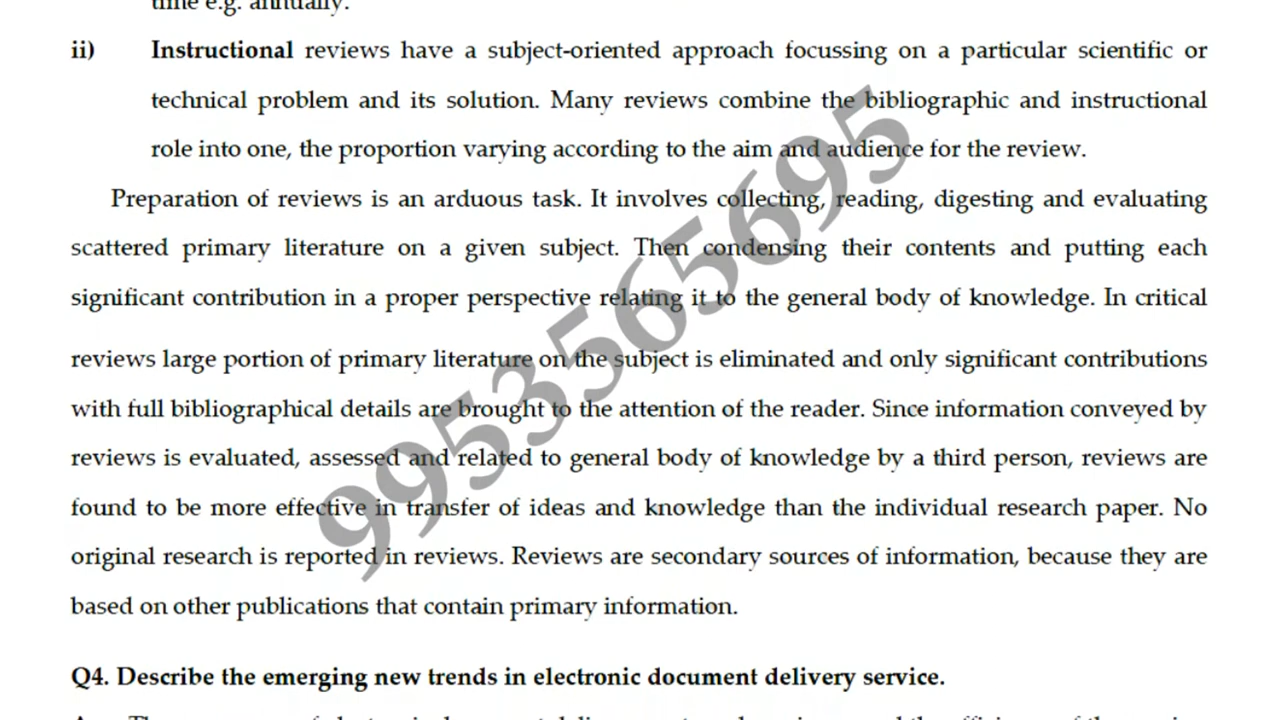 time e.g. annually.
ii) Instructional reviews have a subject-oriented approach focussing on a particular scientific or
technical problem and its solution. Many reviews combine the bibliographic and instructional
role into one, the proportion varying according to the aim and audience for the review.
Preparation of reviews is an arduous task. It involves collecting, reading, digesting and evaluating
scattered primary literature on a given subject. Then condensing their contents and putting each
significant contribution in a proper perspective relating it to the general body of knowledge. In critical
reviews large portion of primary literature on the subject is eliminated and only significant contributions
with full bibliographical details are brought to the attention of the reader. Since information conveyed by
reviews is evaluated, assessed and related to general body of knowledge by a third person, reviews are
found to be more effective in transfer of ideas and knowledge than the individual research paper. No
original research is reported in reviews. Reviews are secondary sources of information, because they are
based on other publications that contain primary information.
Q4. Describe the emerging new trends in electronic document delivery service.
9953565695